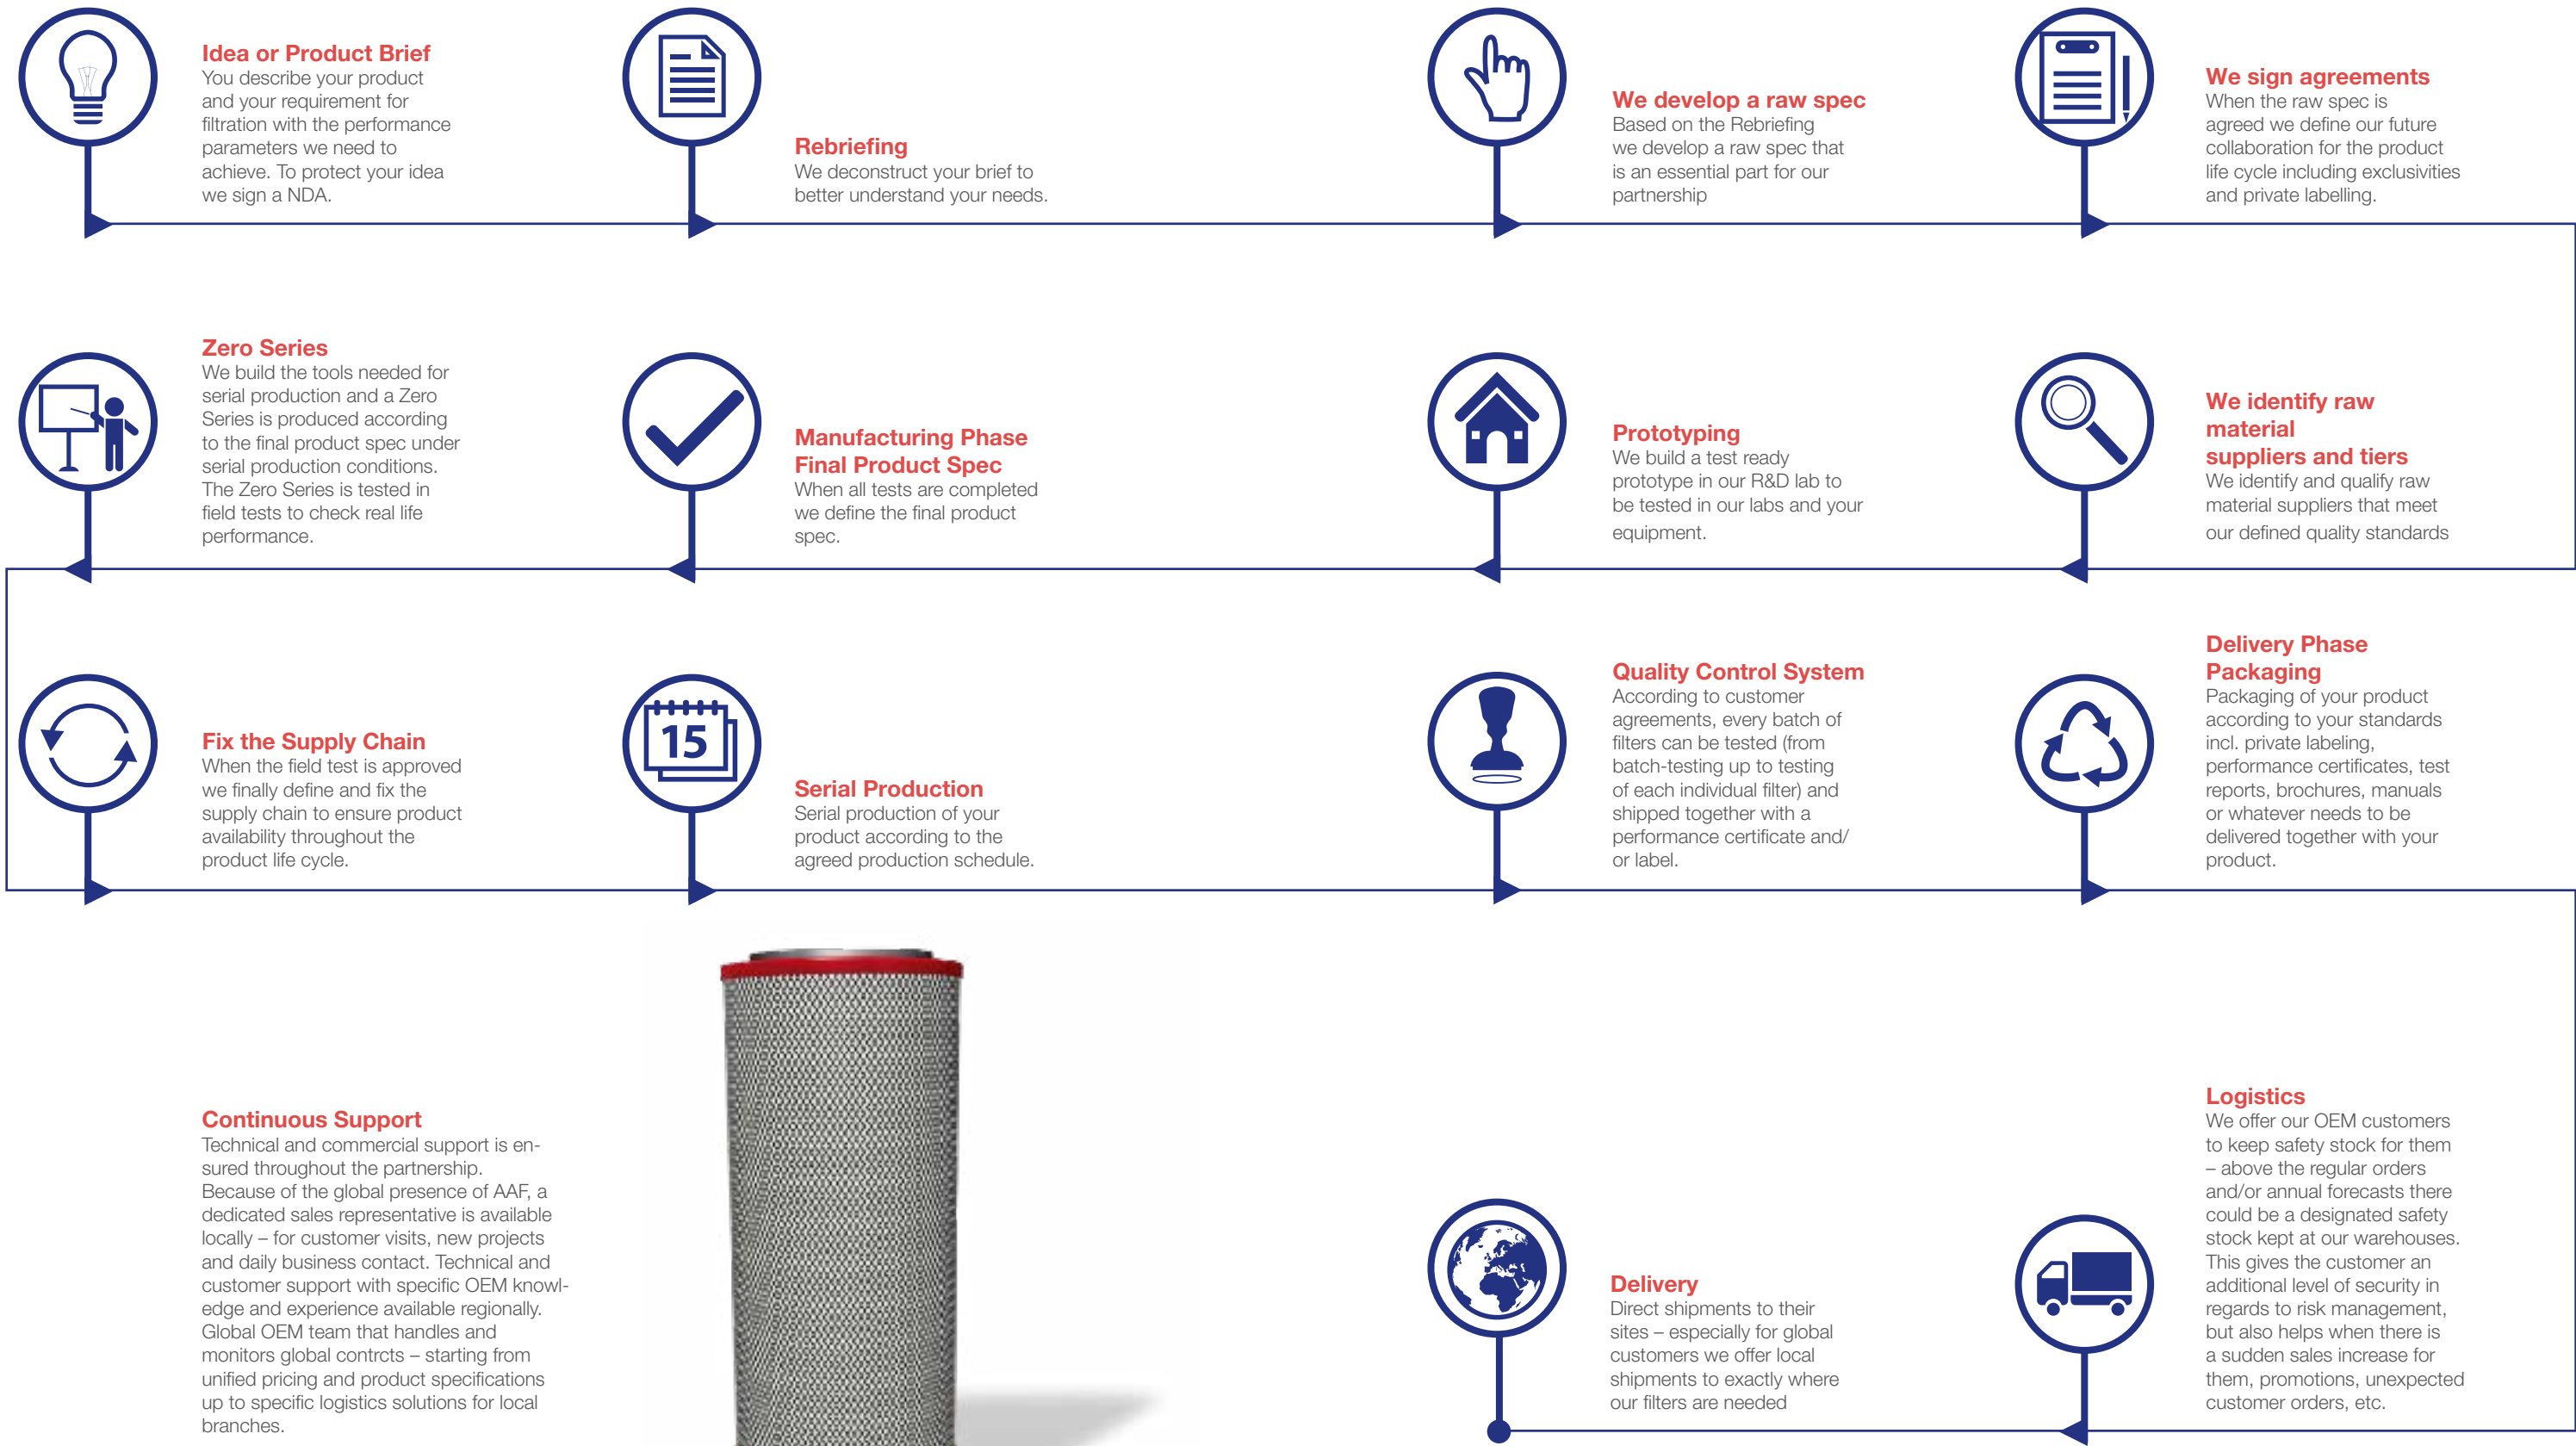 Idea or Product Brief
You describe your product
and your requirement for
filtration with the performance
parameters we need to
achieve. To protect your idea
we sign a NDA.
Rebriefing
We deconstruct your brief to
better understand your needs.
We develop a raw spec
Based on the Rebriefing
we develop a raw spec that
is an essential part for our
partnership
We sign agreements
When the raw spec is
agreed we define our future
collaboration for the product
life cycle including exclusivities
and private labelling.
Zero Series
We build the tools needed for
serial production and a Zero
Series is produced according
to the final product spec under
serial production conditions.
The Zero Series is tested in
field tests to check real life
performance.
Manufacturing Phase
Final Product Spec
When all tests are completed
we define the final product
spec.
Prototyping
We build a test ready
prototype in our R&D lab to
be tested in our labs and your
equipment.
We identify raw
material
suppliers and tiers
We identify and qualify raw
material suppliers that meet
our defined quality standards
Fix the Supply Chain
When the field test is approved
we finally define and fix the
supply chain to ensure product
availability throughout the
product life cycle.
15
Serial Production
Serial production of your
product according to the
agreed production schedule.
Quality Control System
According to customer
agreements, every batch of
filters can be tested (from
batch-testing up to testing
of each individual filter) and
shipped together with a
performance certificate and/
or label.
Delivery Phase
Packaging
Packaging of your product
according to your standards
incl. private labeling,
performance certificates, test
reports, brochures, manuals
or whatever needs to be
delivered together with your
product.
Continuous Support
Technical and commercial support is en-
sured throughout the partnership.
Because of the global presence of AAF, a
dedicated sales representative is available
locally – for customer visits, new projects
and daily business contact. Technical and
customer support with specific OEM knowl-
edge and experience available regionally.
Global OEM team that handles and
monitors global contrcts – starting from
unified pricing and product specifications
up to specific logistics solutions for local
branches.
Delivery
Direct shipments to their
sites – especially for global
customers we offer local
shipments to exactly where
our filters are needed
Logistics
We offer our OEM customers
to keep safety stock for them
– above the regular orders
and/or annual forecasts there
could be a designated safety
stock kept at our warehouses.
This gives the customer an
additional level of security in
regards to risk management,
but also helps when there is
a sudden sales increase for
them, promotions, unexpected
customer orders, etc.